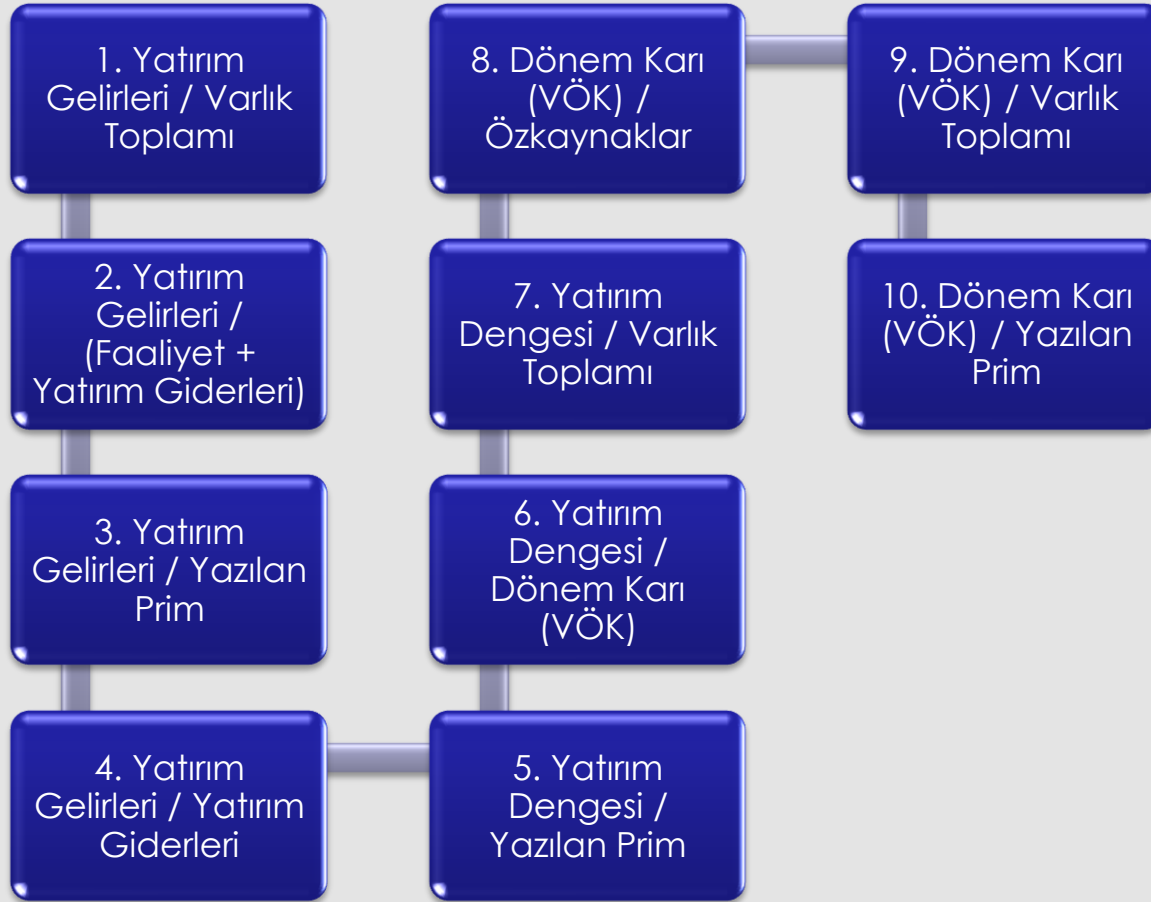 1. Yatırım
Gelirleri / Varlık
Toplamı
2. Yatırım
Gelirleri /
(Faaliyet +
Yatırım Giderleri)
3. Yatırım
Gelirleri / Yazılan
Prim
4. Yatırım
Gelirleri / Yatırım
Giderleri
5. Yatırım
Dengesi /
Yazılan Prim
6. Yatırım
Dengesi /
Dönem Karı
(VÖK)
7. Yatırım
Dengesi / Varlık
Toplamı
8. Dönem Karı
(VÖK) /
Özkaynaklar
9. Dönem Karı
(VÖK) / Varlık
Toplamı
10. Dönem Karı
(VÖK) / Yazılan
Prim